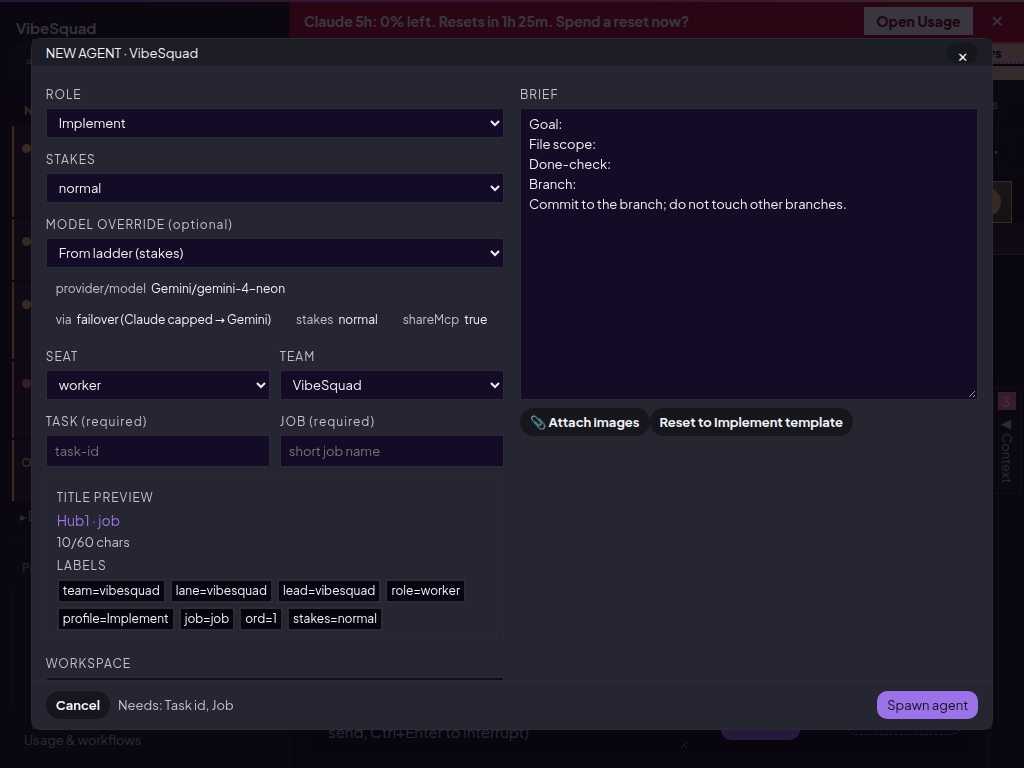 VibeSquad
Claude 5h: 0% left. Resets in 1h 25m. Spend a reset now?
Open Usage
×
NEW AGENT · VibeSquad
×
ROLE
Implement
STAKES
normal
MODEL OVERRIDE (optional)
From ladder (stakes)
provider/model Gemini/gemini-4-neon
via failover (Claude capped → Gemini) stakes normal shareMcp true
SEAT
TEAM
worker
VibeSquad
TASK (required)
JOB (required)
task-id
short job name
TITLE PREVIEW
Hub1 · job
10/60 chars
LABELS
team=vibesquad lane=vibesquad lead=vibesquad role=worker
profile=Implement job=job ord=1 stakes=normal
WORKSPACE
BRIEF
Goal:
File scope:
Done-check:
Branch:
Commit to the branch; do not touch other branches.
📎 Attach images
Reset to Implement template
3
◀ Context
Cancel
Needs: Task id, Job
Spawn agent
send, Ctrl+Enter to interrupt)
Usage & workflows